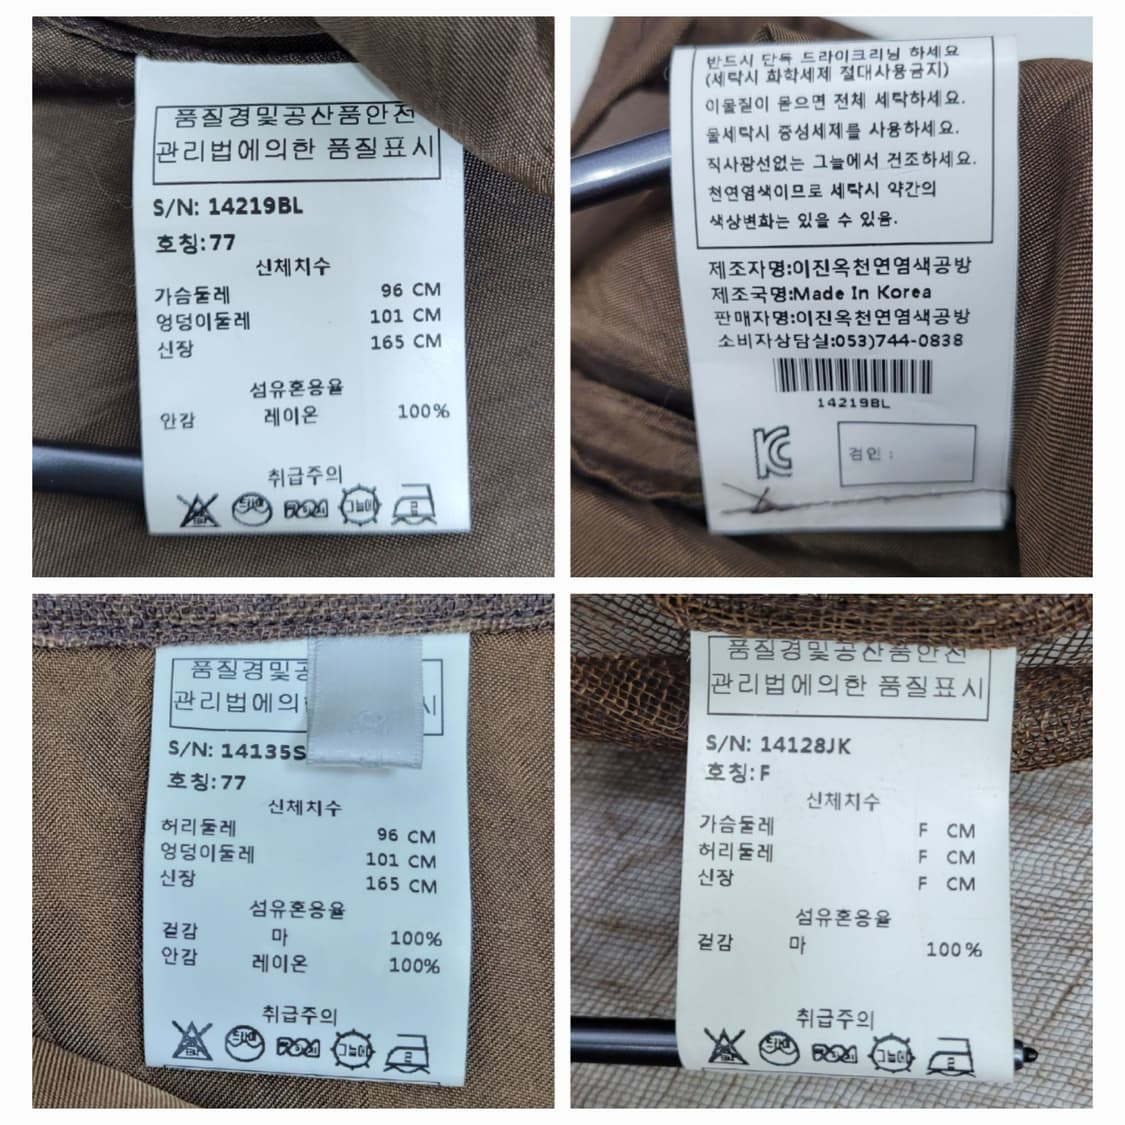 품질경및공산품안전
관리법에의한 품질표시
S/N: 14219BL
호칭:77
신체치수
가슴둘레 96 CM
엉덩이둘레 101 CM
신장 165 CM
섬유혼용율
안감 레이온 100%
취급주의
그늘에
반드시 단독 드라이크리닝 하세요
(세탁시 화학세제 절대사용금지)
이물질이 묻으면 전체 세탁하세요.
물세탁시 중성세제를 사용하세요.
직사광선없는 그늘에서 건조하세요.
천연염색이므로 세탁시 약간의
색상변화는 있을 수 있음.
제조자명:이진옥천연염색공방
제조국명:Made In Korea
판매자명:이진옥천연염색공방
소비자상담실:053)744-0838
14219BL
검인 :
품질경및공
관리법에의 시
S/N: 14135S
호칭:77
신체치수
허리둘레 96 CM
엉덩이둘레 101 CM
신장 165 CM
섬유혼용율
겉감 마 100%
안감 레이온 100%
취급주의
그늘에
품질경및공산품안전
관리법에의한 품질표시
S/N: 14128JK
호칭:F
신체치수
가슴둘레 F CM
허리둘레 F CM
신장 F CM
섬유혼용율
겉감 마 100%
취급주의
그늘에